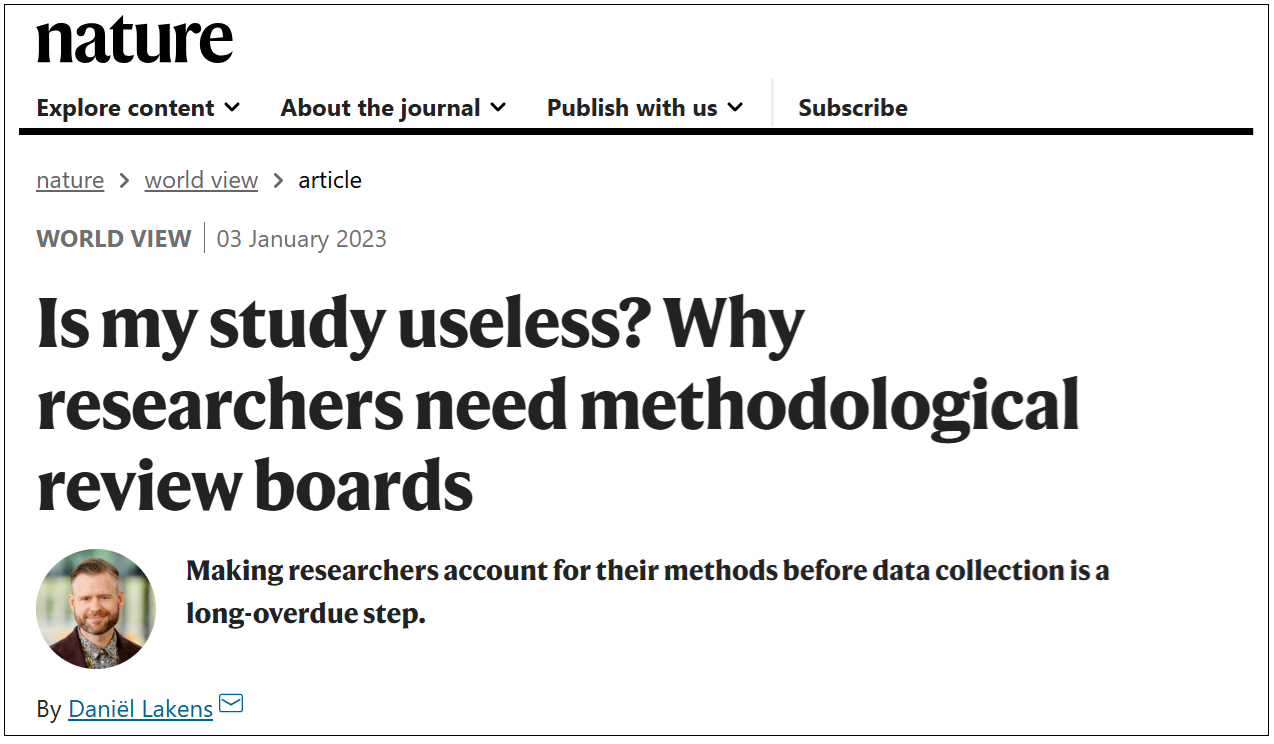 nature
Explore content About the journal Publish with us Subscribe
nature > world view > article
WORLD VIEW | 03 January 2023
Is my study useless? Why
researchers need methodological
review boards
Making researchers account for their methods before data collection is a
long-overdue step.
By Daniël Lakens